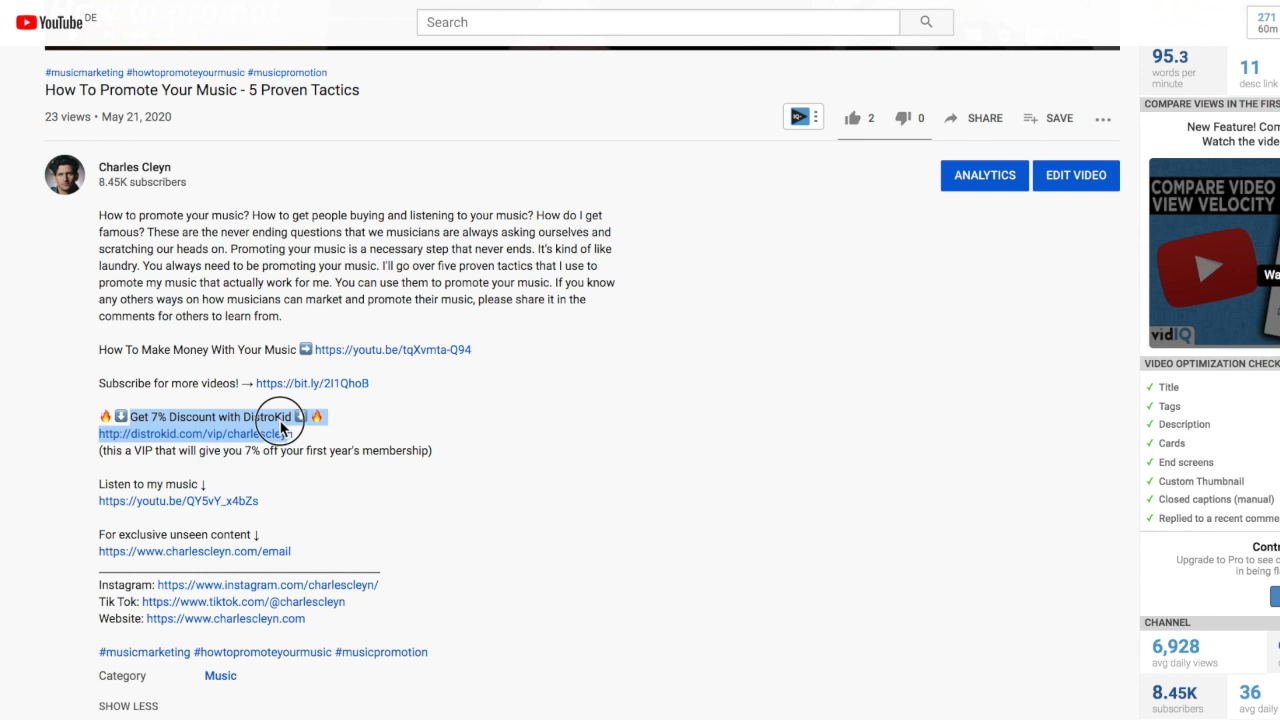 YouTube DE
Search
271
60m
#musicmarketing #howtopromoteyourmusic #musicpromotion
How To Promote Your Music - 5 Proven Tactics
23 views • May 21, 2020
2
0
SHARE
SAVE
Charles Cleyn
8.45K subscribers
ANALYTICS
EDIT VIDEO
How to promote your music? How to get people buying and listening to your music? How do I get
famous? These are the never ending questions that we musicians are always asking ourselves and
scratching our heads on. Promoting your music is a necessary step that never ends. It's kind of like
laundry. You always need to be promoting your music. I'll go over five proven tactics that I use to
promote my music that actually work for me. You can use them to promote your music. If you know
any others ways on how musicians can market and promote their music, please share it in the
comments for others to learn from.
How To Make Money With Your Music ➡️ https://youtu.be/tqXvmta-Q94
Subscribe for more videos! → https://bit.ly/2I1QhoB
🔥 ⬇️ Get 7% Discount with DistroKid ⬇️ 🔥
http://distrokid.com/vip/charlescleyn
(this a VIP that will give you 7% off your first year's membership)
Listen to my music ↓
https://youtu.be/QY5vY_x4bZs
For exclusive unseen content ↓
https://www.charlescleyn.com/email
Instagram: https://www.instagram.com/charlescleyn/
Tik Tok: https://www.tiktok.com/@charlescleyn
Website: https://www.charlescleyn.com
#musicmarketing #howtopromoteyourmusic #musicpromotion
Category Music
SHOW LESS
95.3
words per
minute
11
desc link
COMPARE VIEWS IN THE FIRS
New Feature! Com
Watch the vide
COMPARE VIDEO
VIEW VELOCITY
Wa
vidIQ
VIDEO OPTIMIZATION CHECK
✓ Title
✓ Tags
✓ Description
✓ Cards
✓ End screens
✓ Custom Thumbnail
✓ Closed captions (manual)
✓ Replied to a recent comme
Contr
Upgrade to Pro to see c
in being fl
CHANNEL
6,928
avg daily views
8.45K
subscribers
36
avg daily